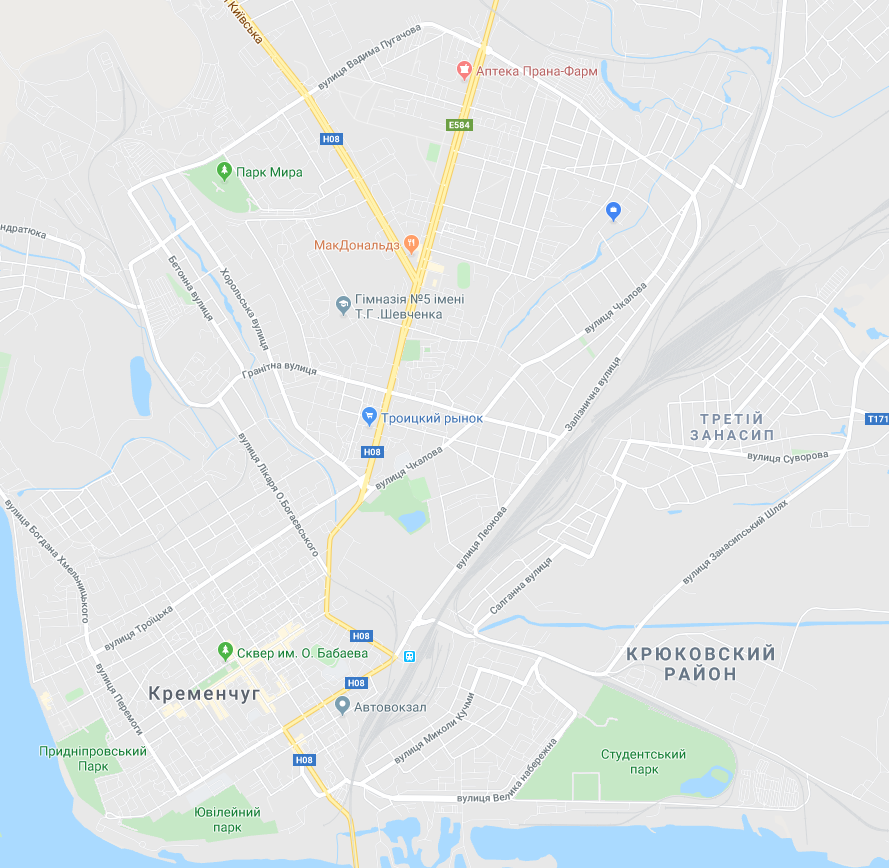 Київська
вулиця Вадима Пугачова
Аптека Прана-Фарм
E584
H08
Парк Мира
ндратюка
МакДональдз
Бетонна вулиця
Хорольська вулиця
Гімназія №5 імені
Т.Г .Шевченка
вулиця Чкалова
Гранітна вулиця
Залізнична вулиця
Троицкий рынок
ТРЕТІЙ
ЗАНАСИП
T171
H08
вулиця Чкалова
вулиця Суворова
вулиця Лікаря О.Богаєвського
вулиця Богдана Хмельницького
вулиця Леонова
вулиця Занасипський Шлях
Салганна вулиця
вулиця Троїцька
H08
Сквер им. О. Бабаева
КРЮКОВСКИЙ
РАЙОН
вулиця Перемоги
Кременчуг
H08
Автовокзал
вулиця Миколи Кучми
Придніпровський
Парк
H08
Студентський
парк
вулиця Велика набережна
Ювілейний
парк